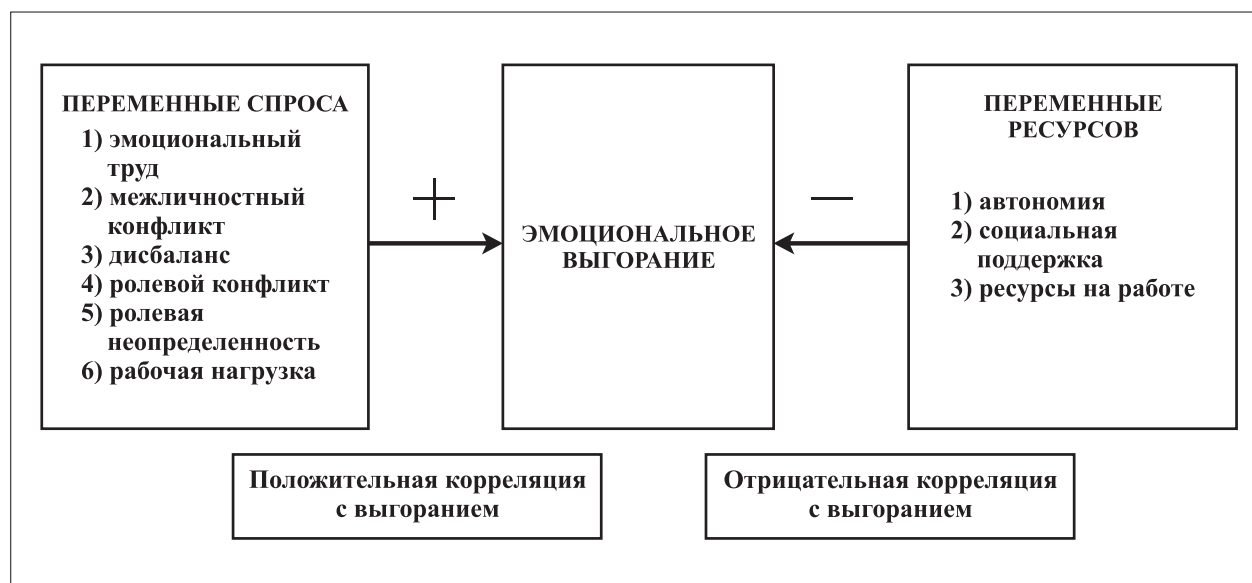 ПЕРЕМЕННЫЕ СПРОСА
1) эмоциональный
труд
2) межличностный
конфликт
3) дисбаланс
4) ролевой конфликт
5) ролевая
неопределенность
6) рабочая нагрузка
+
ЭМОЦИОНАЛЬНОЕ
ВЫГОРАНИЕ
—
ПЕРЕМЕННЫЕ
РЕСУРСОВ
1) автономия
2) социальная
поддержка
3) ресурсы на работе
Положительная корреляция
с выгоранием
Отрицательная корреляция
с выгоранием